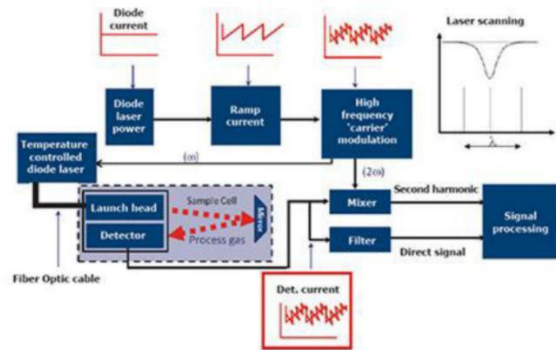 Diode
current
Laser scanning
Diode
laser
power
Ramp
current
High
frequency
'carrier'
modulation
λ
Temperature
controlled
diode laser
(ω)
(2ω)
Launch head
Detector
Sample Cell
Process gas
Mirror
Mixer
Filter
Second harmonic
Direct signal
Signal
processing
Fiber Optic cable
Det. current